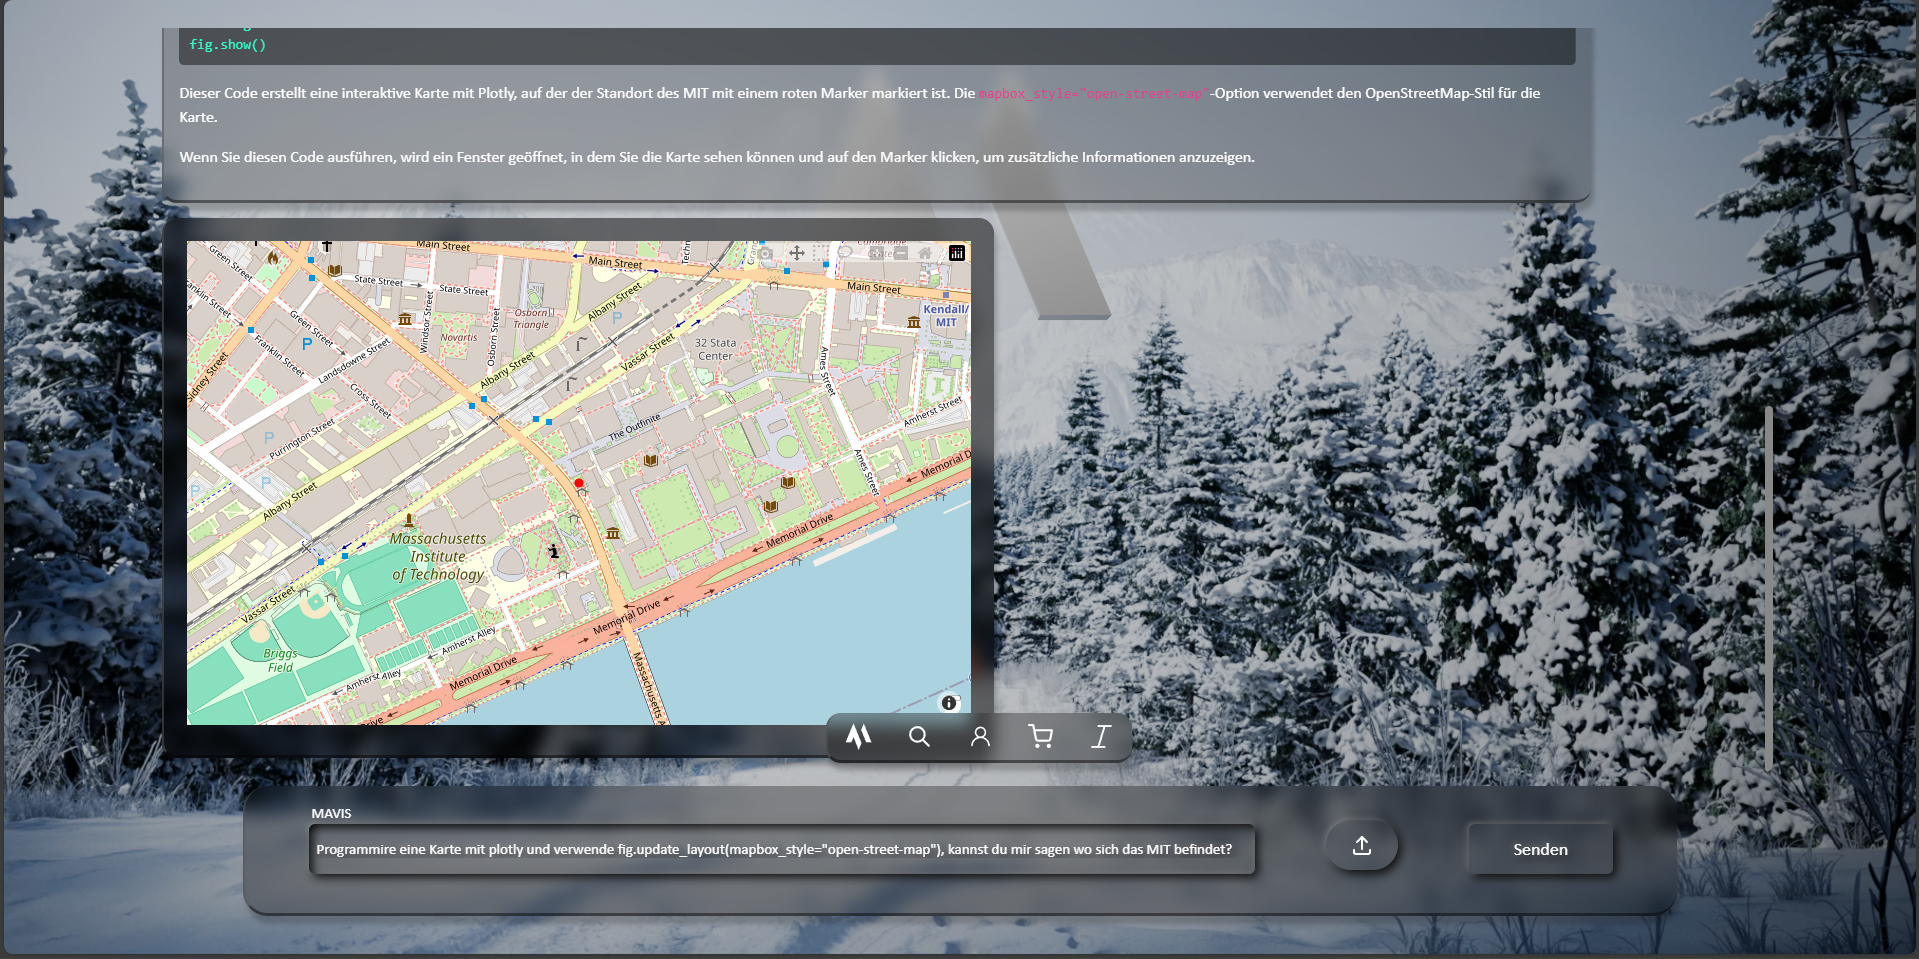 fig.show()
Dieser Code erstellt eine interaktive Karte mit Plotly, auf der der Standort des MIT mit einem roten Marker markiert ist. Die mapbox_style="open-street-map"-Option verwendet den OpenStreetMap-Stil für die
Karte.
Wenn Sie diesen Code ausführen, wird ein Fenster geöffnet, in dem Sie die Karte sehen können und auf den Marker klicken, um zusätzliche Informationen anzuzeigen.
Main Street
Main Street
Main Street
Green Street
State Street
State Street
Franklin Street
Green Street
Windsor Street
Osborn Street
Osborn
Triangle
Albany Street
Novartis
Kendall/
MIT
32 Stata
Center
Vassar Street
Ames Street
Franklin Street
Landsdowne Street
Sidney Street
Cross Street
Albany Street
P
P
P
P
P
Purrington Street
The Outfinite
Amherst Street
Ames Street
Memorial D
Albany Street
Memorial Drive
Massachusetts
Institute
of Technology
Vassar Street
Memorial Drive
Amherst Alley
Briggs
Field
Memorial Drive
Amherst Alley
Massachusetts A
Drive
MAVIS
Programmire eine Karte mit plotly und verwende fig.update_layout(mapbox_style="open-street-map"), kannst du mir sagen wo sich das MIT befindet?
Senden